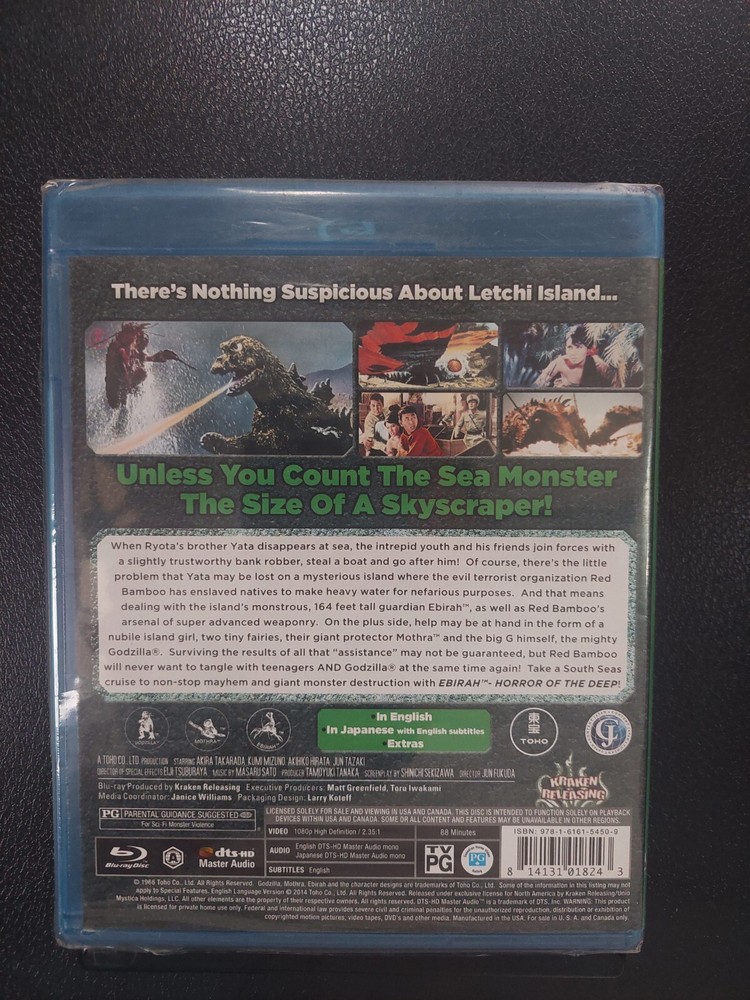 There's Nothing Suspicious About Letchi Island...
Unless You Count The Sea Monster
The Size Of A Skyscraper!
When Ryota's brother Yata disappears at sea, the intrepid youth and his friends join forces with
a slightly trustworthy bank robber, steal a boat and go after him! Of course, there's the little
problem that Yata may be lost on a mysterious island where the evil terrorist organization Red
Bamboo has enslaved natives to make heavy water for nefarious purposes. And that means
dealing with the island's monstrous, 164 feet tall guardian Ebirah™, as well as Red Bamboo's
arsenal of super advanced weaponry. On the plus side, help may be at hand in the form of a
nubile island girl, two tiny fairies, their giant protector Mothra™ and the big G himself, the mighty
Godzilla®. Surviving the results of all that "assistance" may not be guaranteed, but Red Bamboo
will never want to tangle with teenagers AND Godzilla® at the same time again! Take a South Seas
cruise to non-stop mayhem and giant monster destruction with EBIRAH™- HORROR OF THE DEEP!
GODZILLA®
MOTHRA™
EBIRAH™
•In English
•In Japanese with English subtitles
•Extras
東宝
TOHO
A TOHO CO., LTD. PRODUCTION STARRING AKIRA TAKARADA, KUMI MIZUNO, AKIHIKO HIRATA, JUN TAZAKI
DIRECTOR OF SPECIAL EFFECTS EIJI TSUBURAYA MUSIC BY MASARU SATO PRODUCER TAMOYUKI TANAKA SCREENPLAY BY SHINICHI SEKIZAWA DIRECTOR JUN FUKUDA
Blu-ray Produced by Kraken Releasing Executive Producers: Matt Greenfield, Toru Iwakami
Media Coordinator: Janice Williams Packaging Design: Larry Koteff
KRAKEN
RELEASING
PG PARENTAL GUIDANCE SUGGESTED
For Sci-Fi Monster Violence
LICENSED SOLELY FOR SALE AND VIEWING IN USA AND CANADA. THIS DISC IS INTENDED TO FUNCTION SOLELY ON PLAYBACK
DEVICES WITHIN USA AND CANADA. SOME OR ALL CONTENT AND FEATURES MAY BE UNAVAILABLE IN OTHER REGIONS.
VIDEO 1080p High Definition / 2.35:1 88 Minutes
AUDIO English DTS-HD Master Audio mono
Japanese DTS-HD Master Audio mono
SUBTITLES English
Blu-ray Disc
A
dts-HD
Master Audio
TV
PG
PG
ISBN: 978-1-6161-5450-9
8 14131 01824 3
© 1966 Toho Co., Ltd. All Rights Reserved. Godzilla, Mothra, Ebirah and the character designs are trademarks of Toho Co., Ltd. Some of the information in this listing may not
apply to Special Features. English Language Version © 2014 Toho Co., Ltd. All Rights Reserved. Released under exclusive license for North America by Kraken Releasing/Unio
Mystica Holdings, LLC. All other elements are the property of their respective owners. All rights reserved. DTS-HD Master Audio™ is a trademark of DTS, Inc. WARNING: This product
is licensed for private home use only. Federal and international law provides severe civil and criminal penalties for the unauthorized reproduction, distribution or exhibition of
copyrighted motion pictures, video tapes, DVD's and other media. Manufactured in the USA. For sale in U.S.A. and Canada only.